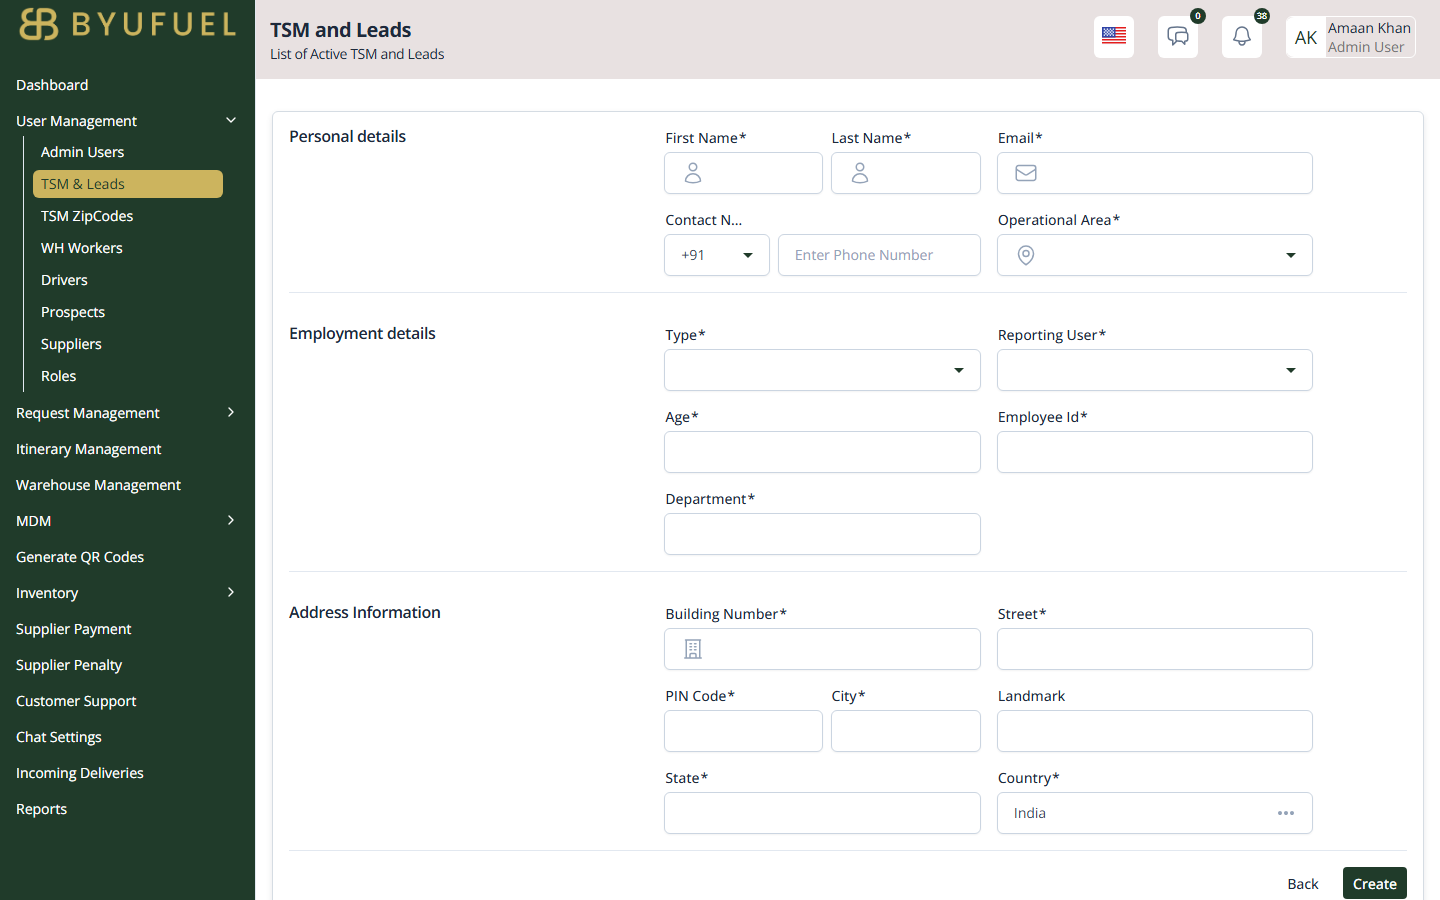 BYUFUEL
Dashboard
User Management
Admin Users
TSM & Leads
TSM ZipCodes
WH Workers
Drivers
Prospects
Suppliers
Roles
Request Management
Itinerary Management
Warehouse Management
MDM
Generate QR Codes
Inventory
Supplier Payment
Supplier Penalty
Customer Support
Chat Settings
Incoming Deliveries
Reports
TSM and Leads
List of Active TSM and Leads
0
38
AK
Amaan Khan
Admin User
Personal details
First Name*
Last Name*
Email*
Contact N...
Operational Area*
+91
Enter Phone Number
Employment details
Type*
Reporting User*
Age*
Employee Id*
Department*
Address Information
Building Number*
Street*
PIN Code*
City*
Landmark
State*
Country*
India
Back
Create